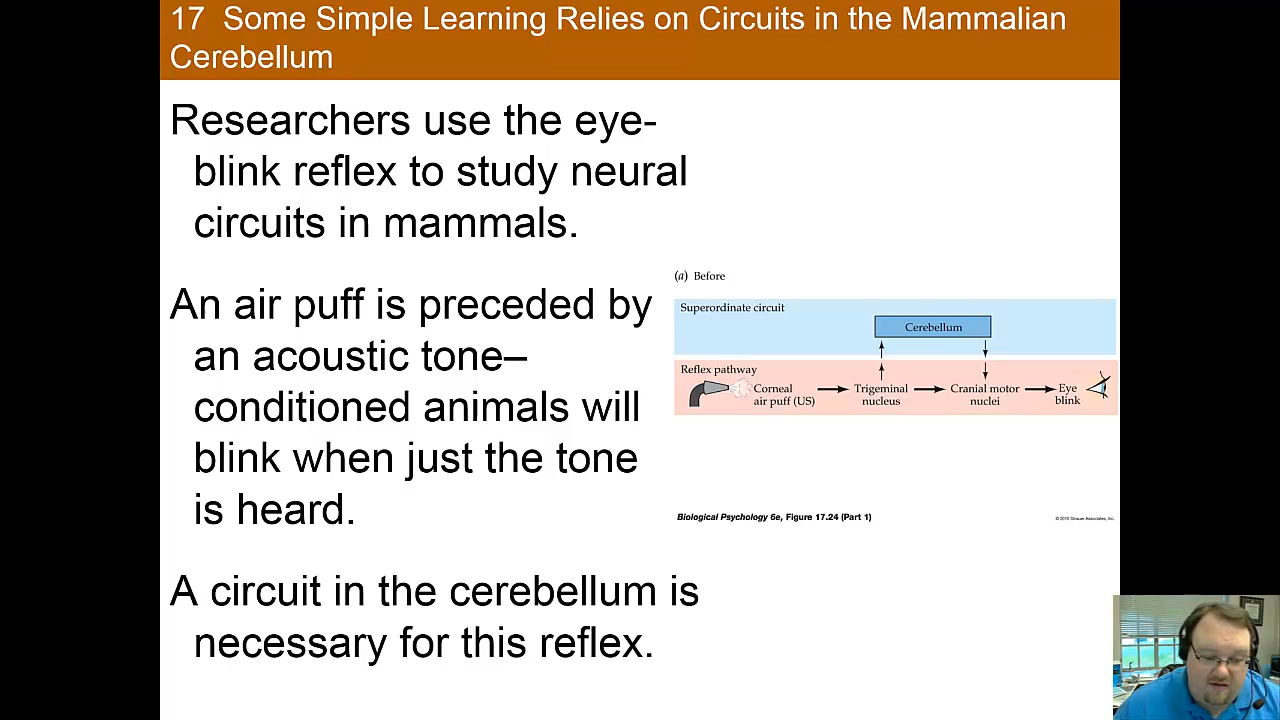 17 Some Simple Learning Relies on Circuits in the Mammalian
Cerebellum
Researchers use the eye-
blink reflex to study neural
circuits in mammals.
An air puff is preceded by
an acoustic tone–
conditioned animals will
blink when just the tone
is heard.
A circuit in the cerebellum is
necessary for this reflex.
(a) Before
Superordinate circuit
Cerebellum
Reflex pathway
Corneal
air puff (US)
Trigeminal
nucleus
Cranial motor
nuclei
Eye
blink
Biological Psychology 6e, Figure 17.24 (Part 1)
© 2010 Sinauer Associates, Inc.